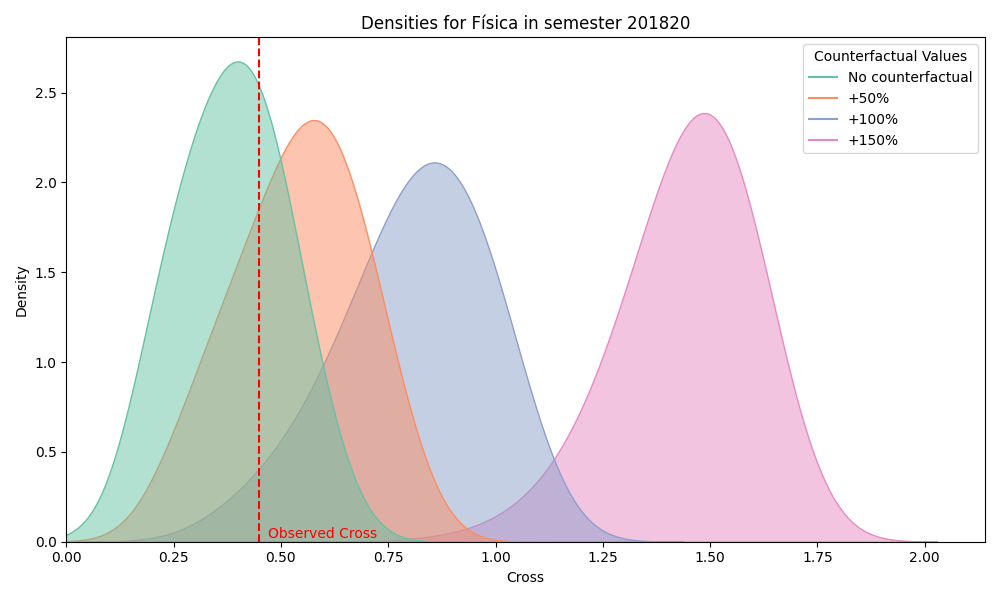 Densities for Física in semester 201820
Counterfactual Values
No counterfactual
+50%
+100%
+150%
Density
2.5
2.0
1.5
1.0
0.5
0.0
Observed Cross
0.00 0.25 0.50 0.75 1.00 1.25 1.50 1.75 2.00
Cross